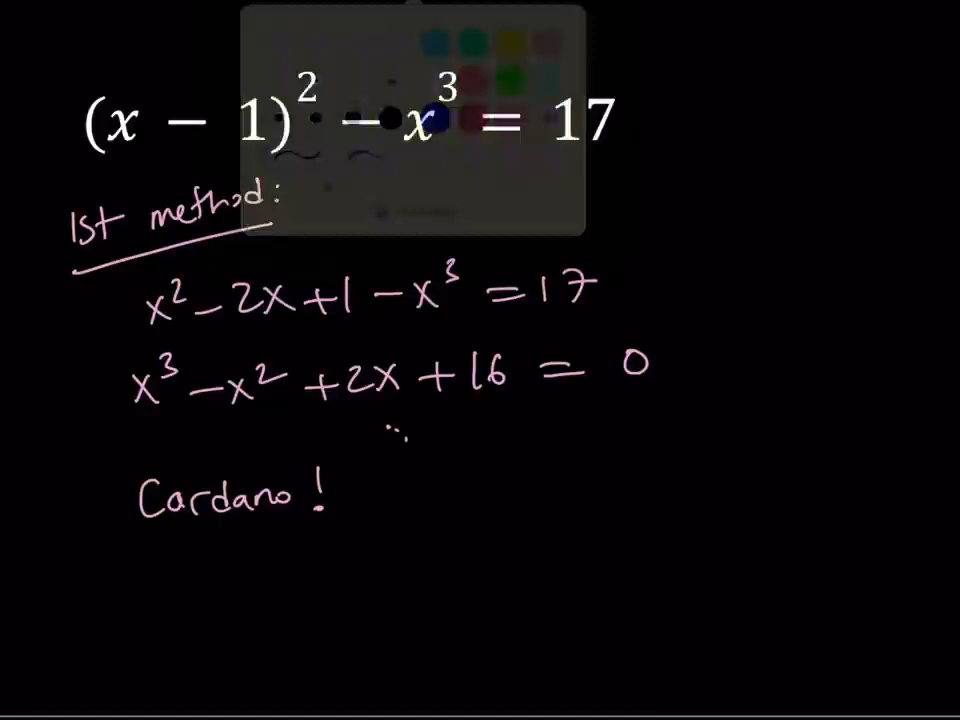 (x − 1)² − x³ = 17
1st method:
x² − 2x + 1 − x³ = 17
x³ − x² + 2x + 16 = 0
Cardano!